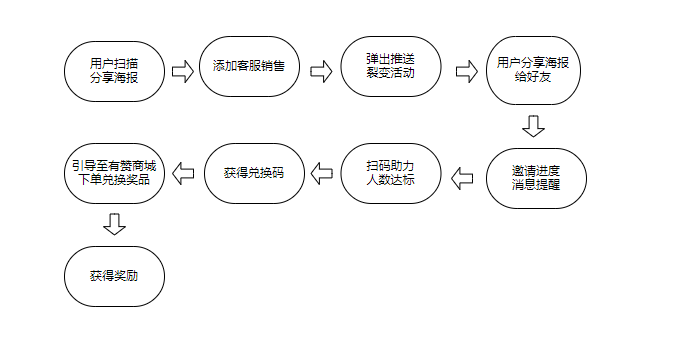 用户扫描
分享海报
添加客服销售
弹出推送
裂变活动
用户分享海报
给好友
邀请进度
消息提醒
扫码助力
人数达标
获得兑换码
引导至有赞商城
下单兑换奖品
获得奖励